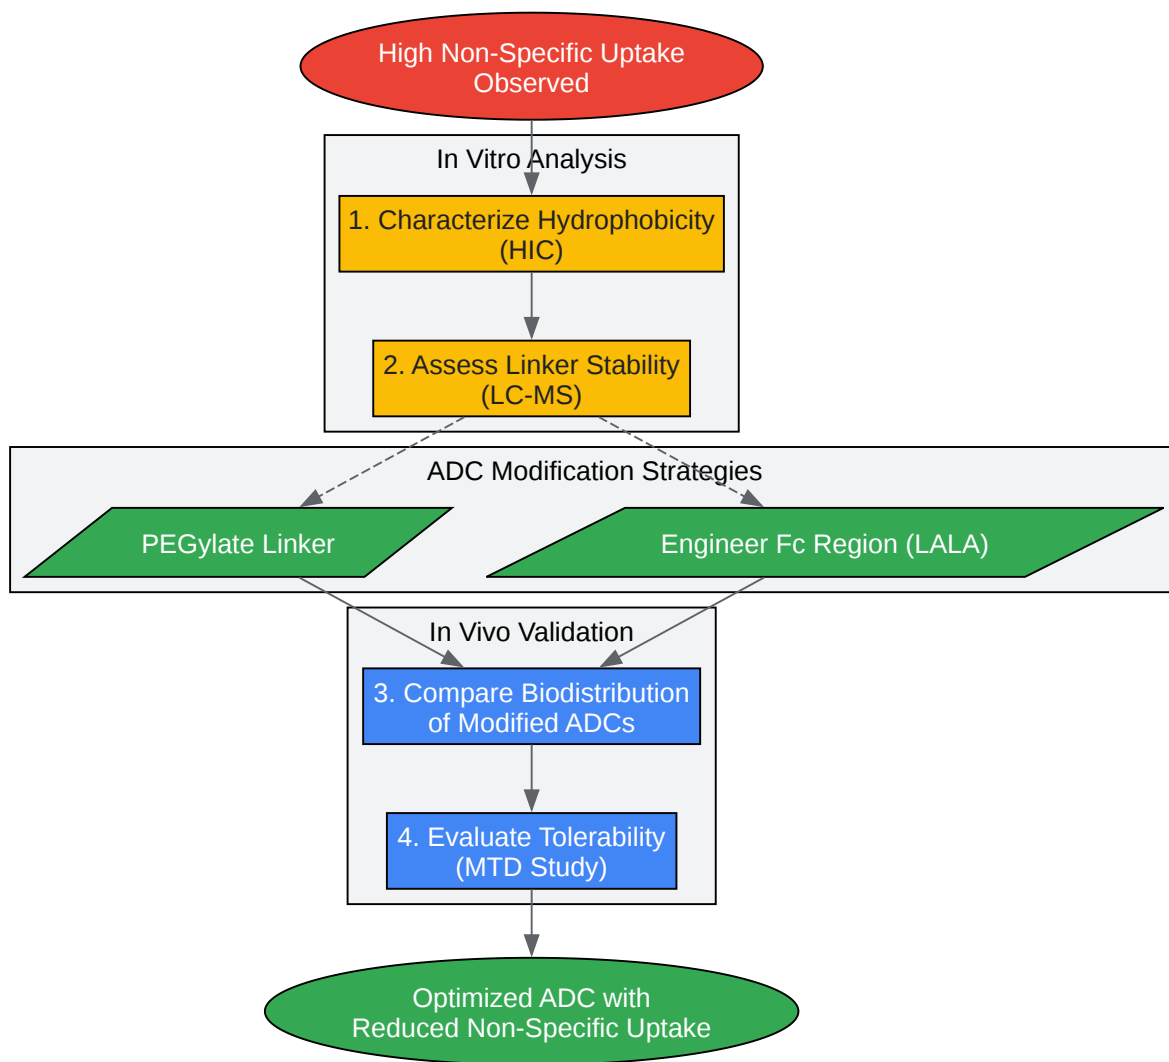 High Non-Specific Uptake
Observed
In Vitro Analysis
1. Characterize Hydrophobicity
(HIC)
2. Assess Linker Stability
(LC-MS)
ADC Modification Strategies
PEGylate Linker
Engineer Fc Region (LALA)
In Vivo Validation
3. Compare Biodistribution
of Modified ADCs
4. Evaluate Tolerability
(MTD Study)
Optimized ADC with
Reduced Non-Specific Uptake